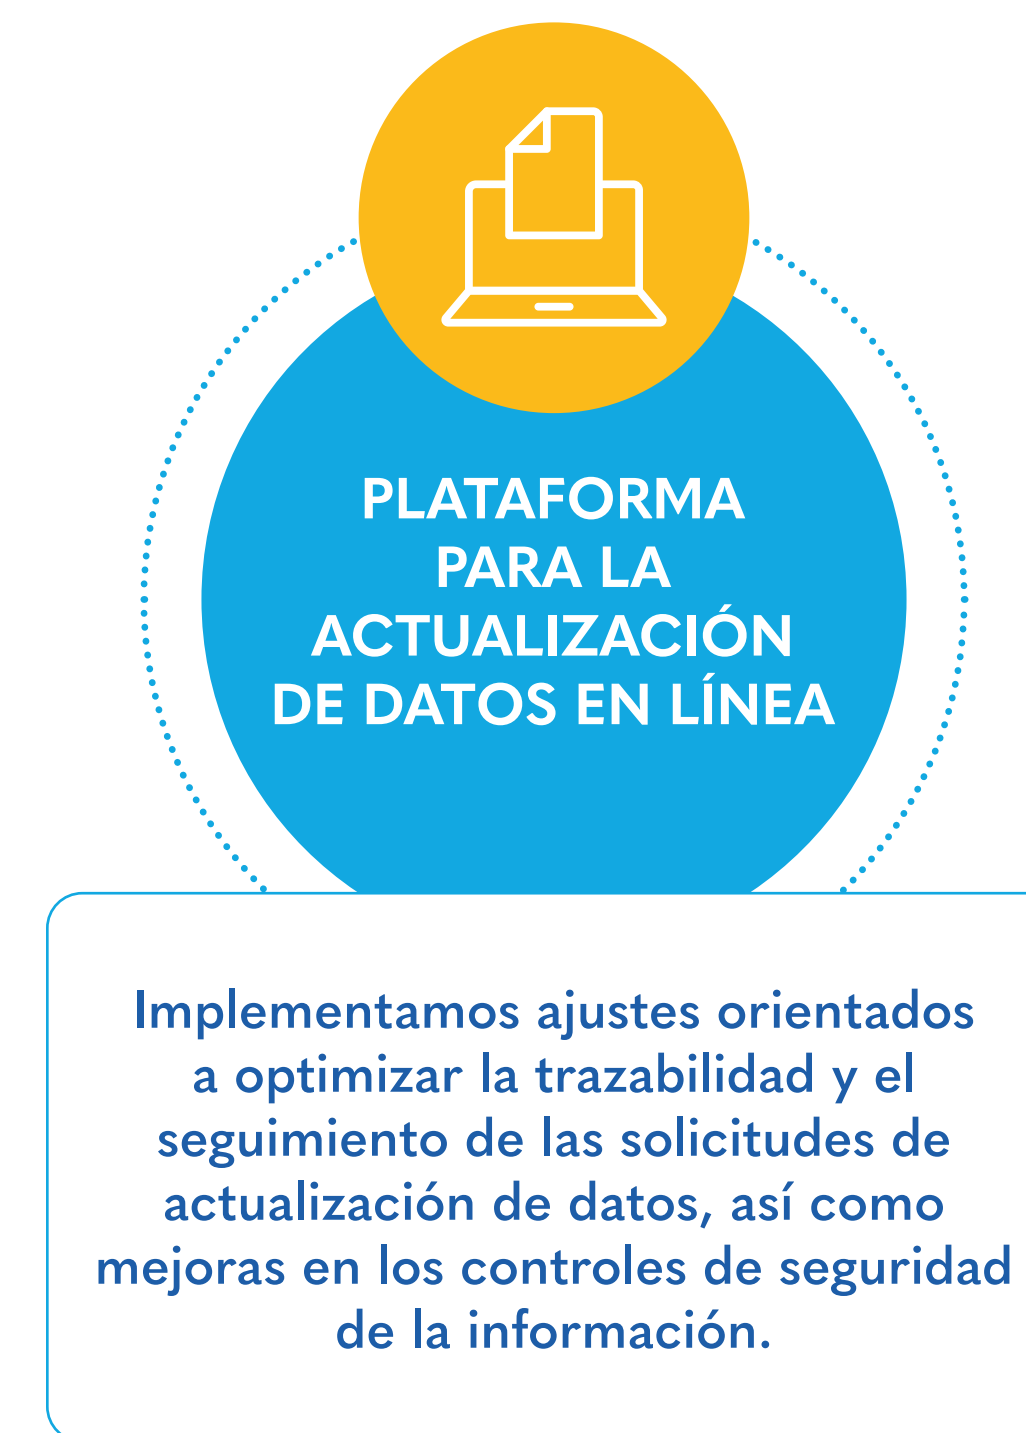 PLATAFORMA
PARA LA
ACTUALIZACIÓN
DE DATOS EN LÍNEA
Implementamos ajustes orientados
a optimizar la trazabilidad y el
seguimiento de las solicitudes de
actualización de datos, así como
mejoras en los controles de seguridad
de la información.